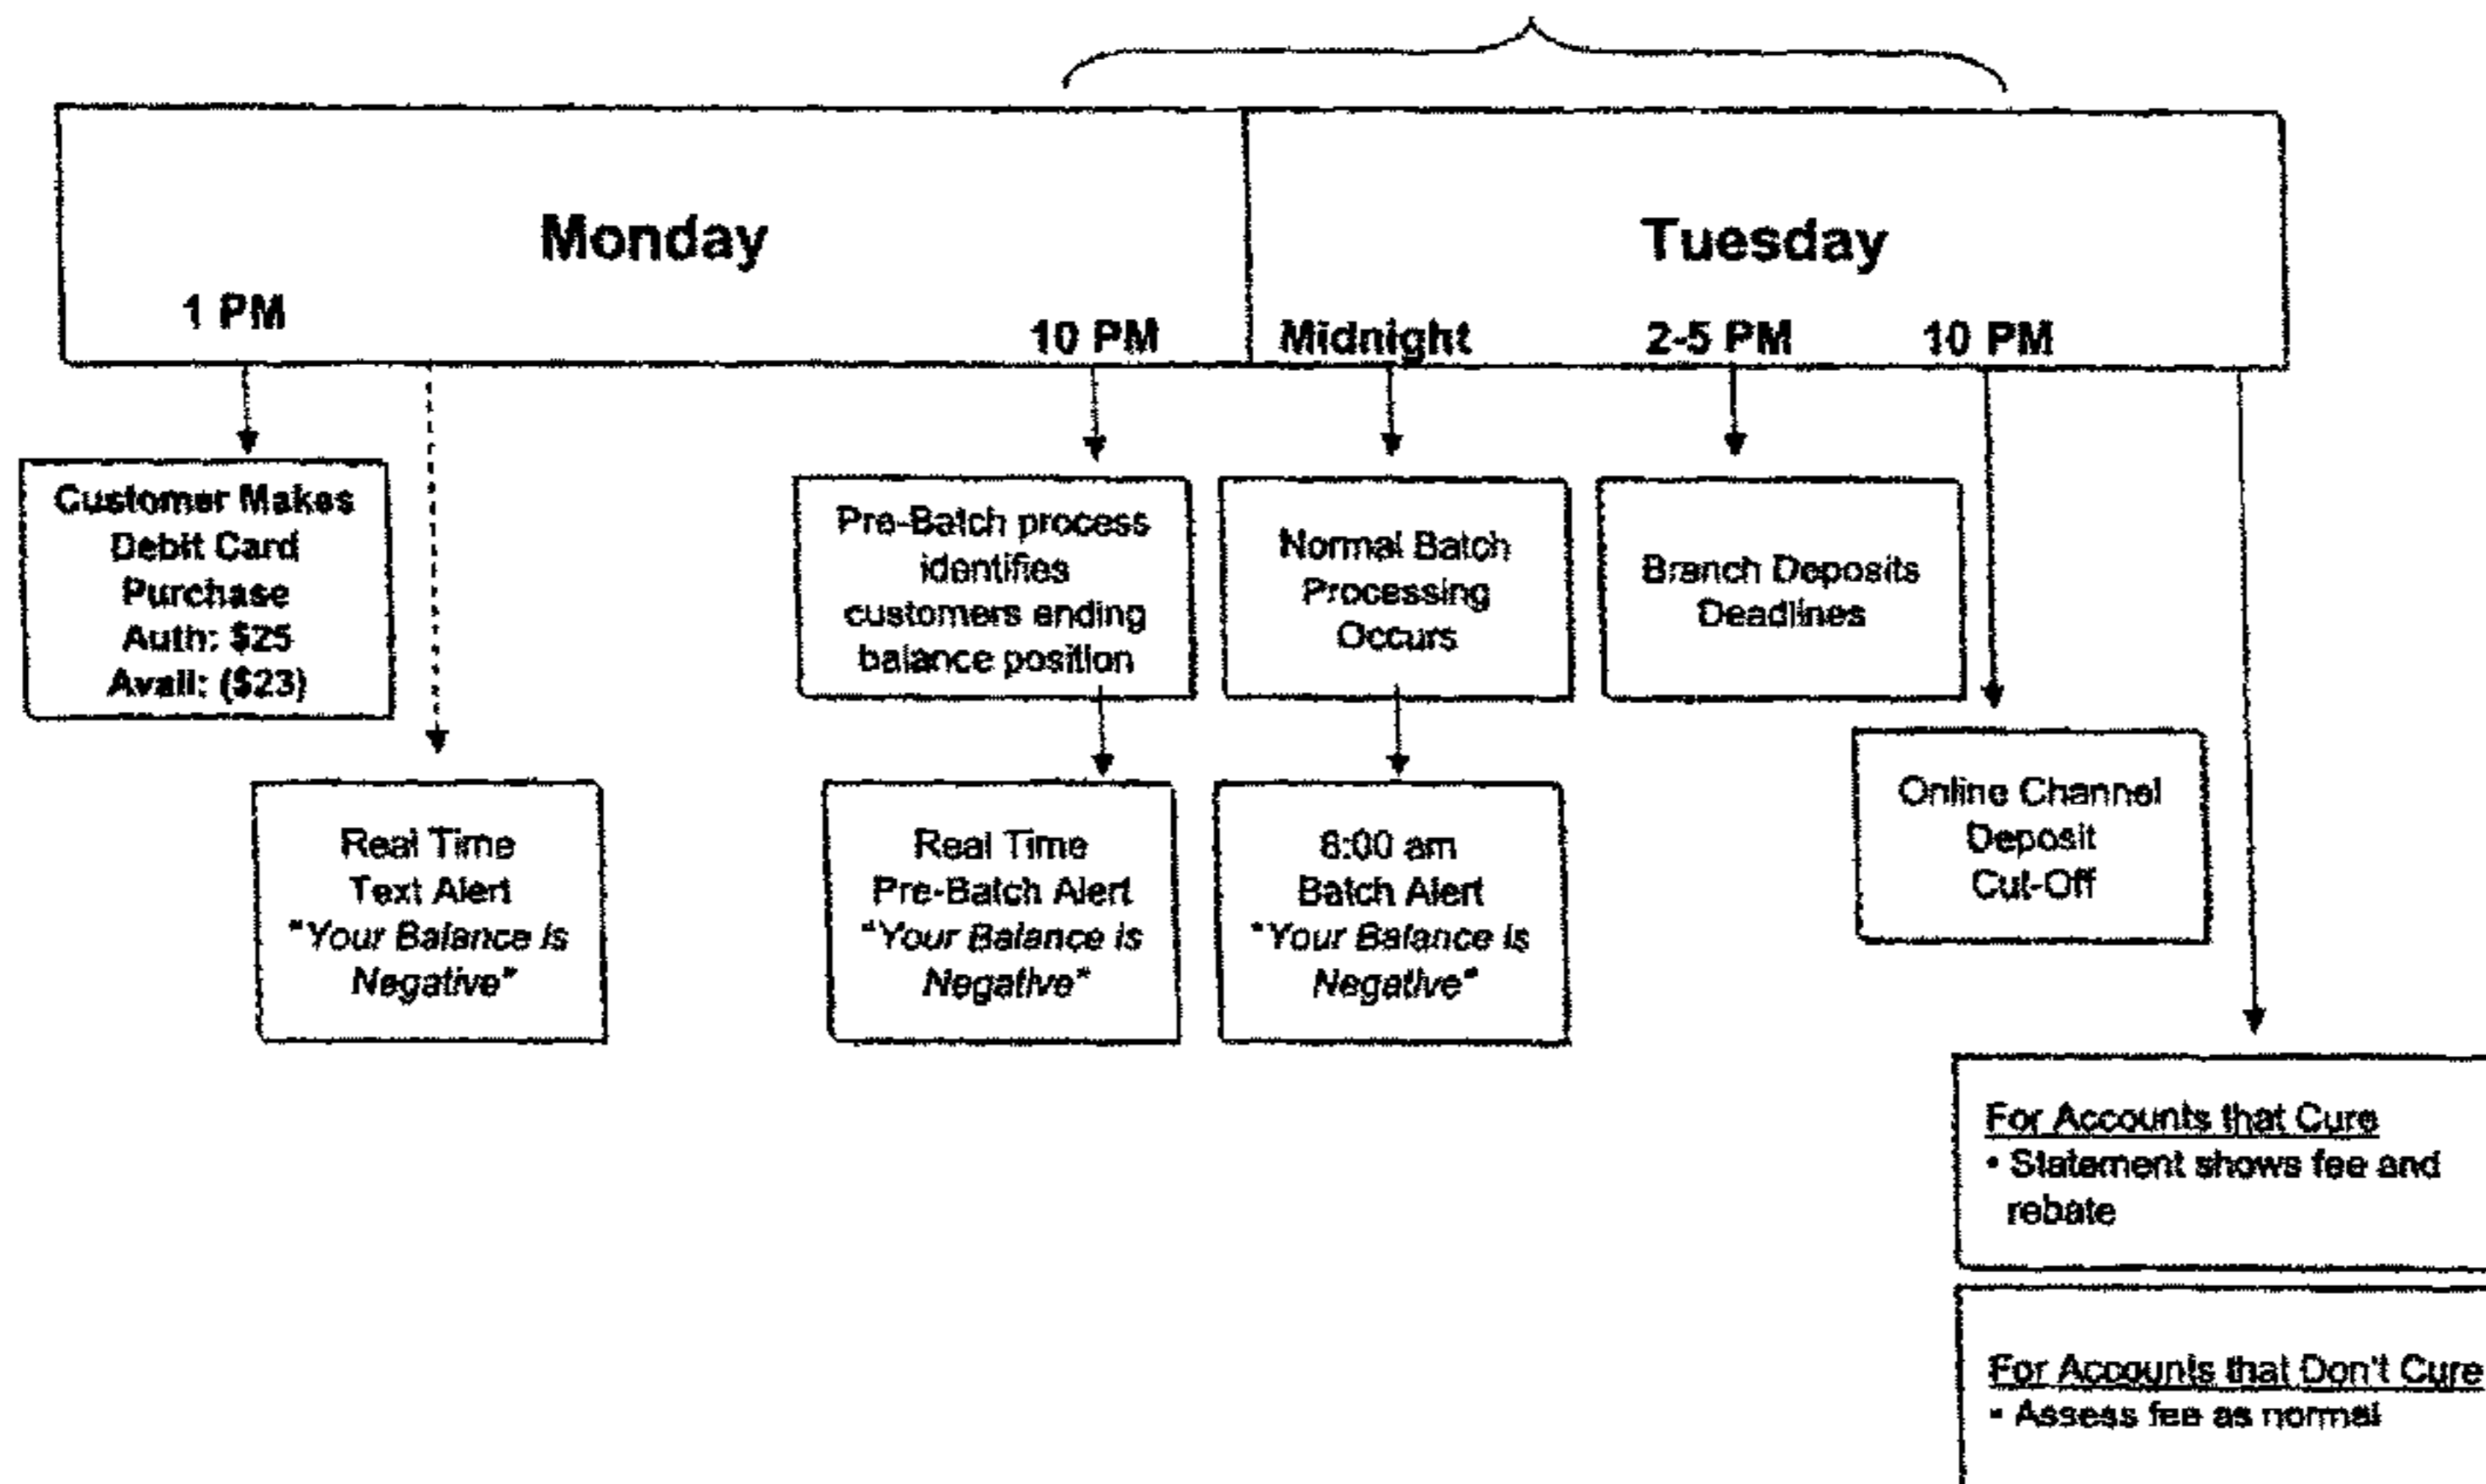 Monday
Tuesday
1 PM
10 PM
Midnight
2-5 PM
10 PM
Customer Makes
Debit Card
Purchase
Auth: $25
Avail: ($23)
Real Time
Text Alert
"Your Balance is
Negative"
Pre-Batch process
identifies
customers ending
balance position
Real Time
Pre-Batch Alert
"Your Balance is
Negative"
Normal Batch
Processing
Occurs
6:00 am
Batch Alert
"Your Balance is
Negative"
Branch Deposits
Deadlines
Online Channel
Deposit
Cut-Off
For Accounts that Cure
• Statement shows fee and
rebate
For Accounts that Don't Cure
• Assess fee as normal